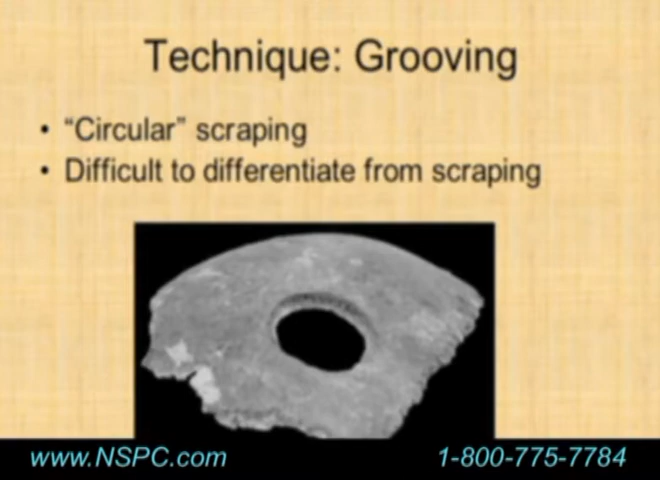 Technique: Grooving
• “Circular” scraping
• Difficult to differentiate from scraping
www.NSPC.com 1-800-775-7784